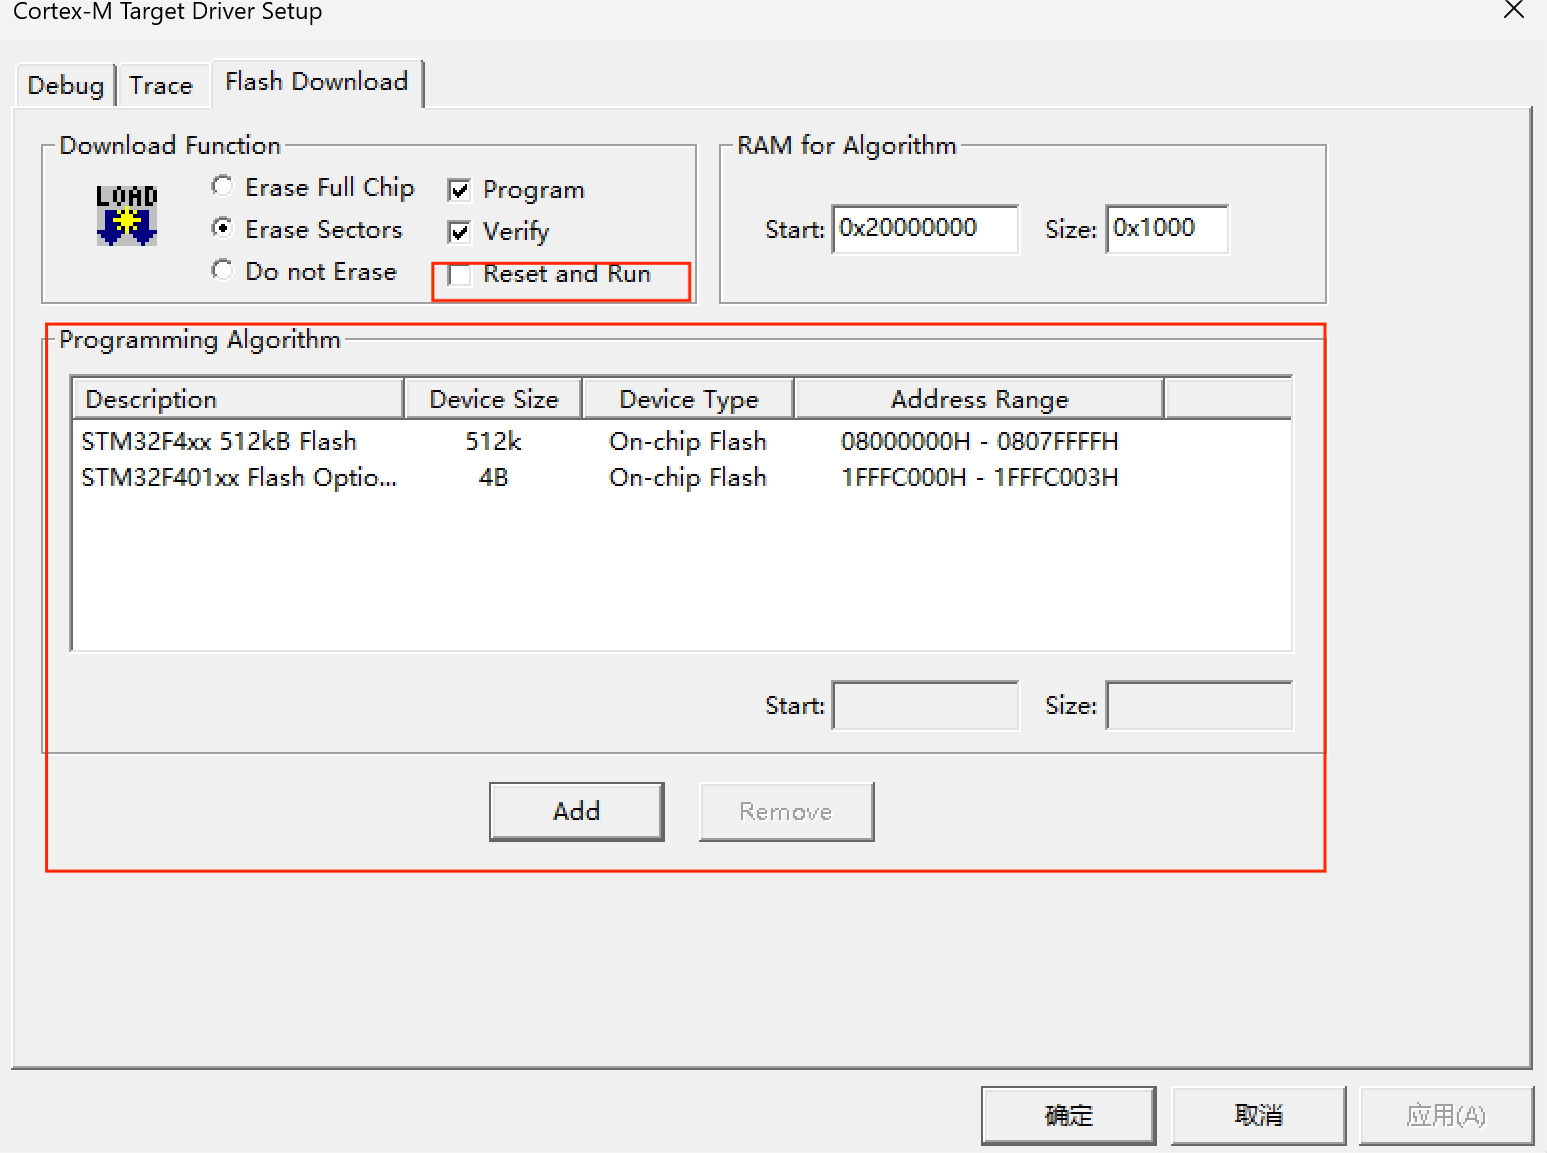 Cortex-M Target Driver Setup
Debug Trace Flash Download
Download Function
LOAD
Erase Full Chip
Program
Erase Sectors
Verify
Do not Erase
Reset and Run
RAM for Algorithm
Start: 0x20000000 Size: 0x1000
Programming Algorithm
Description Device Size Device Type Address Range
STM32F4xx 512kB Flash 512k On-chip Flash 08000000H - 0807FFFFH
STM32F401xx Flash Optio... 4B On-chip Flash 1FFFC000H - 1FFFC003H
Start: Size:
Add Remove
确定 取消 应用(A)